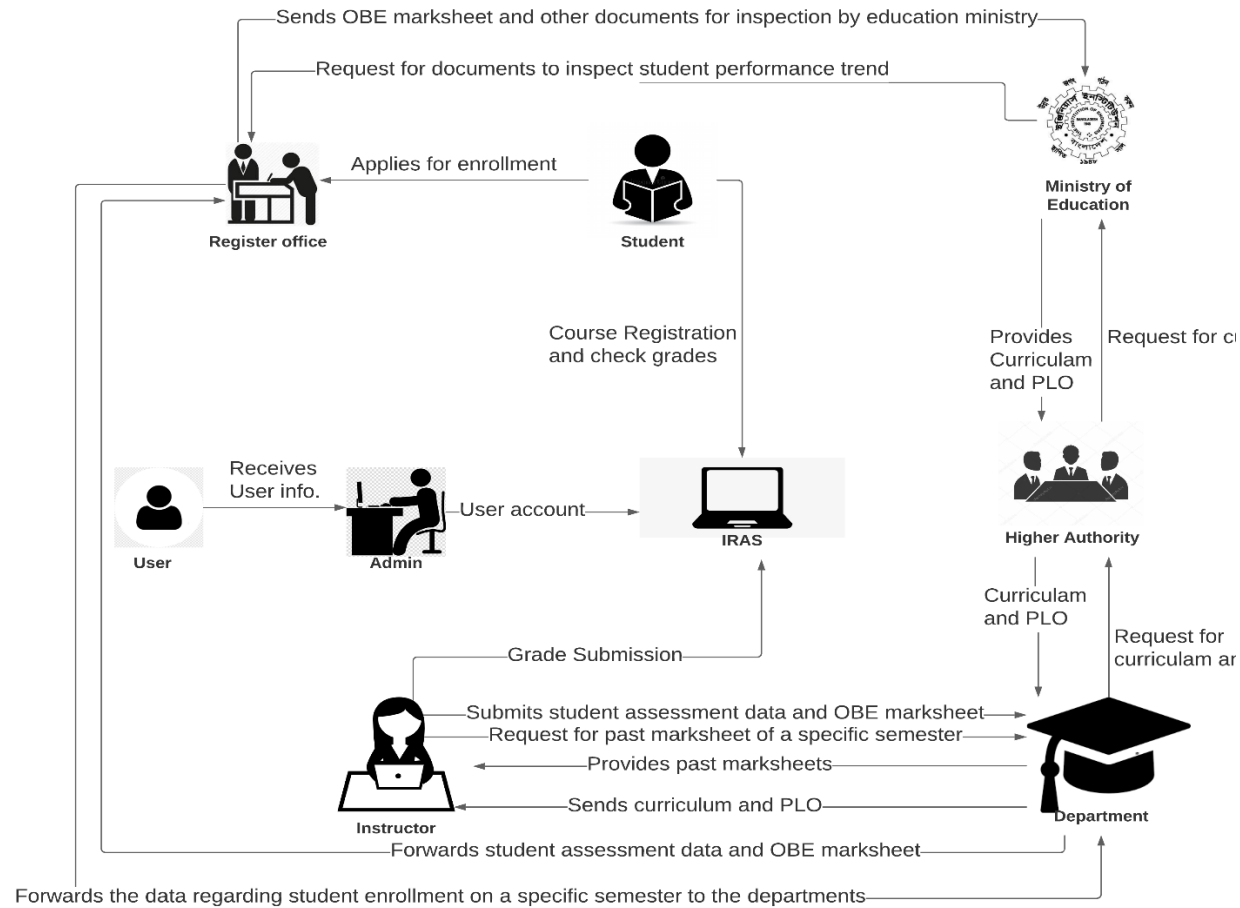 Sends OBE marksheet and other documents for inspection by education ministry
Request for documents to inspect student performance trend
Applies for enrollment
Register office
Student
Ministry of
Education
Course Registration
and check grades
Provides
Curriculam
and PLO
Request for
Receives
User info.
User account
User
Admin
IRAS
Higher Authority
Curriculam
and PLO
Request for
curriculam
Grade Submission
Submits student assessment data and OBE marksheet
Request for past marksheet of a specific semester
Provides past marksheets
Sends curriculum and PLO
Instructor
Department
Forwards student assessment data and OBE marksheet
Forwards the data regarding student enrollment on a specific semester to the departments